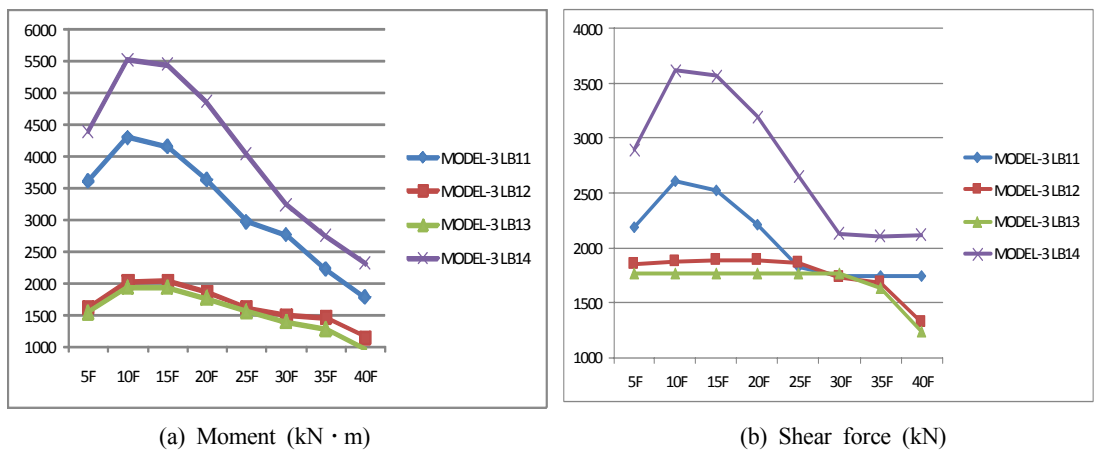 6000
5500
5000
4500
4000
3500
3000
2500
2000
1500
1000
5F 10F 15F 20F 25F 30F 35F 40F
MODEL-3 LB11
MODEL-3 LB12
MODEL-3 LB13
MODEL-3 LB14
(a) Moment (kN · m)
4000
3500
3000
2500
2000
1500
1000
5F 10F 15F 20F 25F 30F 35F 40F
MODEL-3 LB11
MODEL-3 LB12
MODEL-3 LB13
MODEL-3 LB14
(b) Shear force (kN)